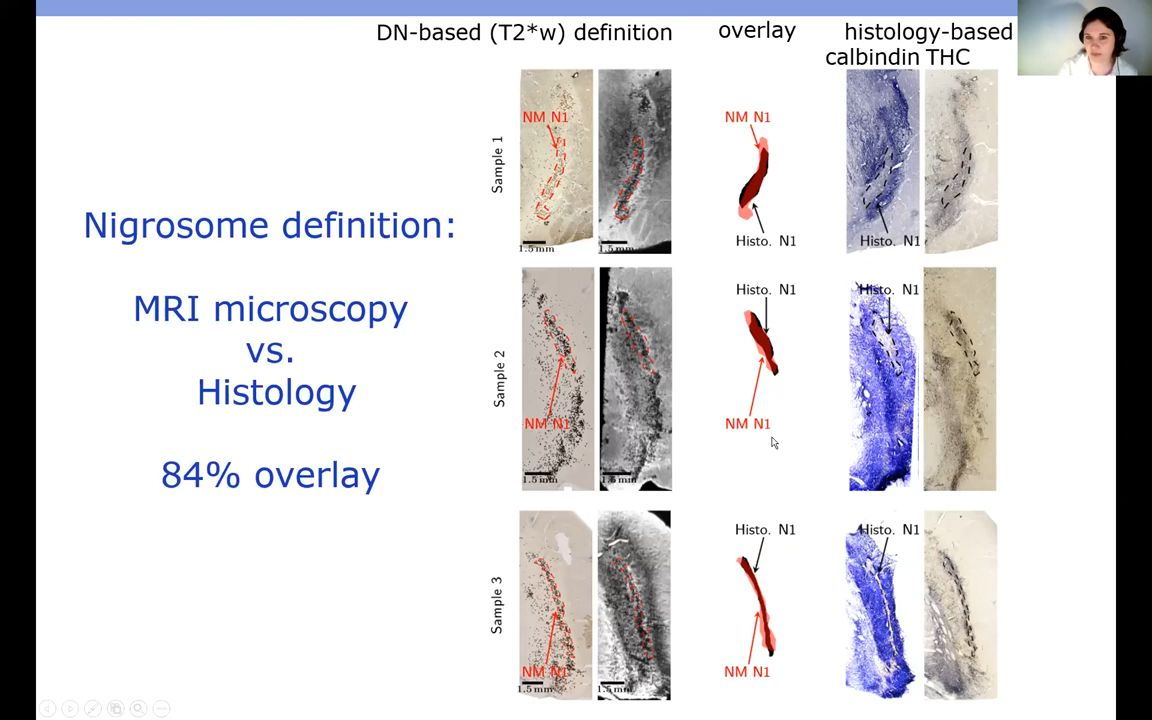 DN-based (T2*w) definition
overlay
histology-based
calbindin THC
Nigrosome definition:
MRI microscopy
vs.
Histology
84% overlay
Sample 1
NM N1
1.5 mm
1.5 mm
NM N1
Histo. N1
Histo. N1
Sample 2
NM N1
1.5 mm
1.5 mm
Histo. N1
NM N1
Histo. N1
Sample 3
NM N1
1.5 mm
1.5 mm
Histo. N1
NM N1
Histo. N1